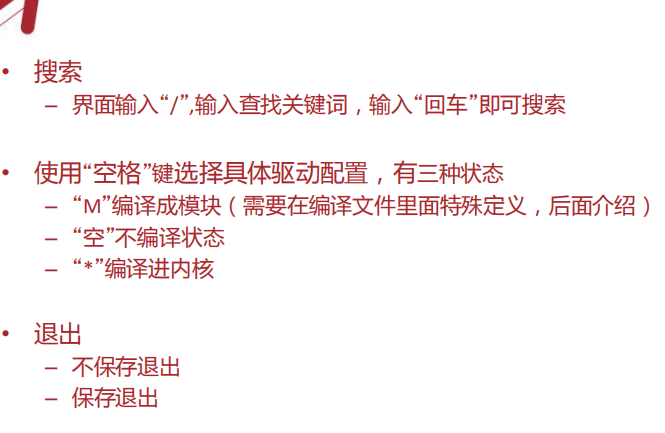 • 搜索
– 界面输入“/”,输入查找关键词，输入“回车”即可搜索
• 使用“空格”键选择具体驱动配置，有三种状态
– “M”编译成模块（需要在编译文件里面特殊定义，后面介绍）
– “空”不编译状态
– “*”编译进内核
• 退出
– 不保存退出
– 保存退出